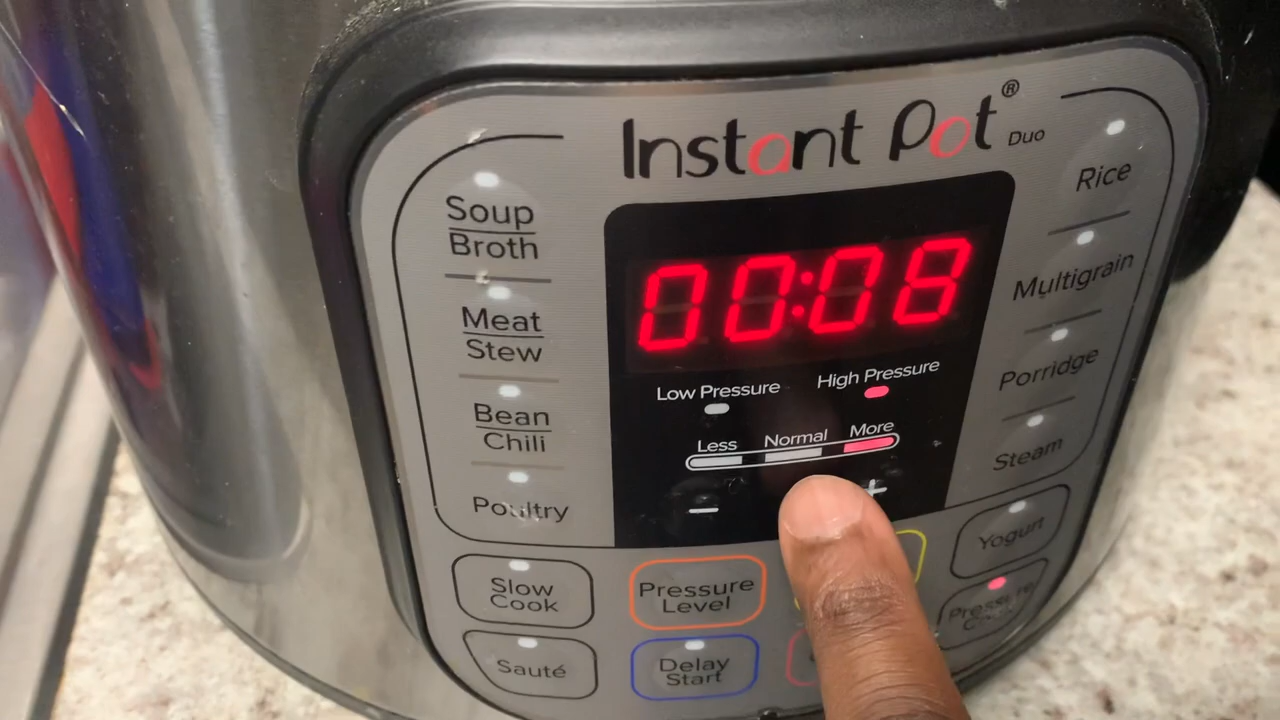 Instant Pot® Duo
00:08
Low Pressure
High Pressure
Less
Normal
More
−
+
Soup
Broth
Meat
Stew
Bean
Chili
Poultry
Slow
Cook
Sauté
Pressure
Level
Delay
Start
Rice
Multigrain
Porridge
Steam
Yogurt
Pressure